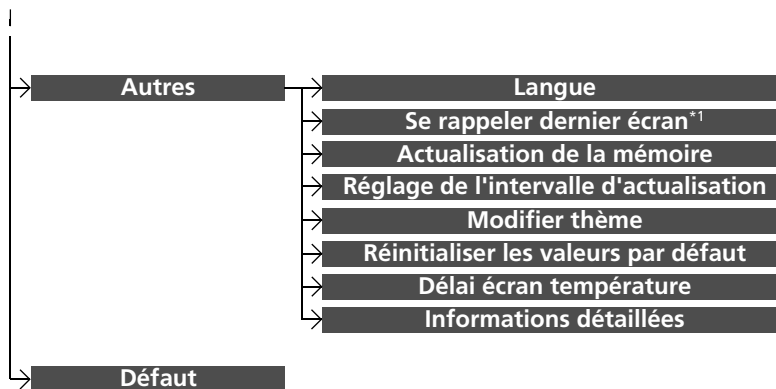 Autres
Langue
Se rappeler dernier écran*1
Actualisation de la mémoire
Réglage de l'intervalle d'actualisation
Modifier thème
Réinitialiser les valeurs par défaut
Délai écran température
Informations détaillées
Défaut